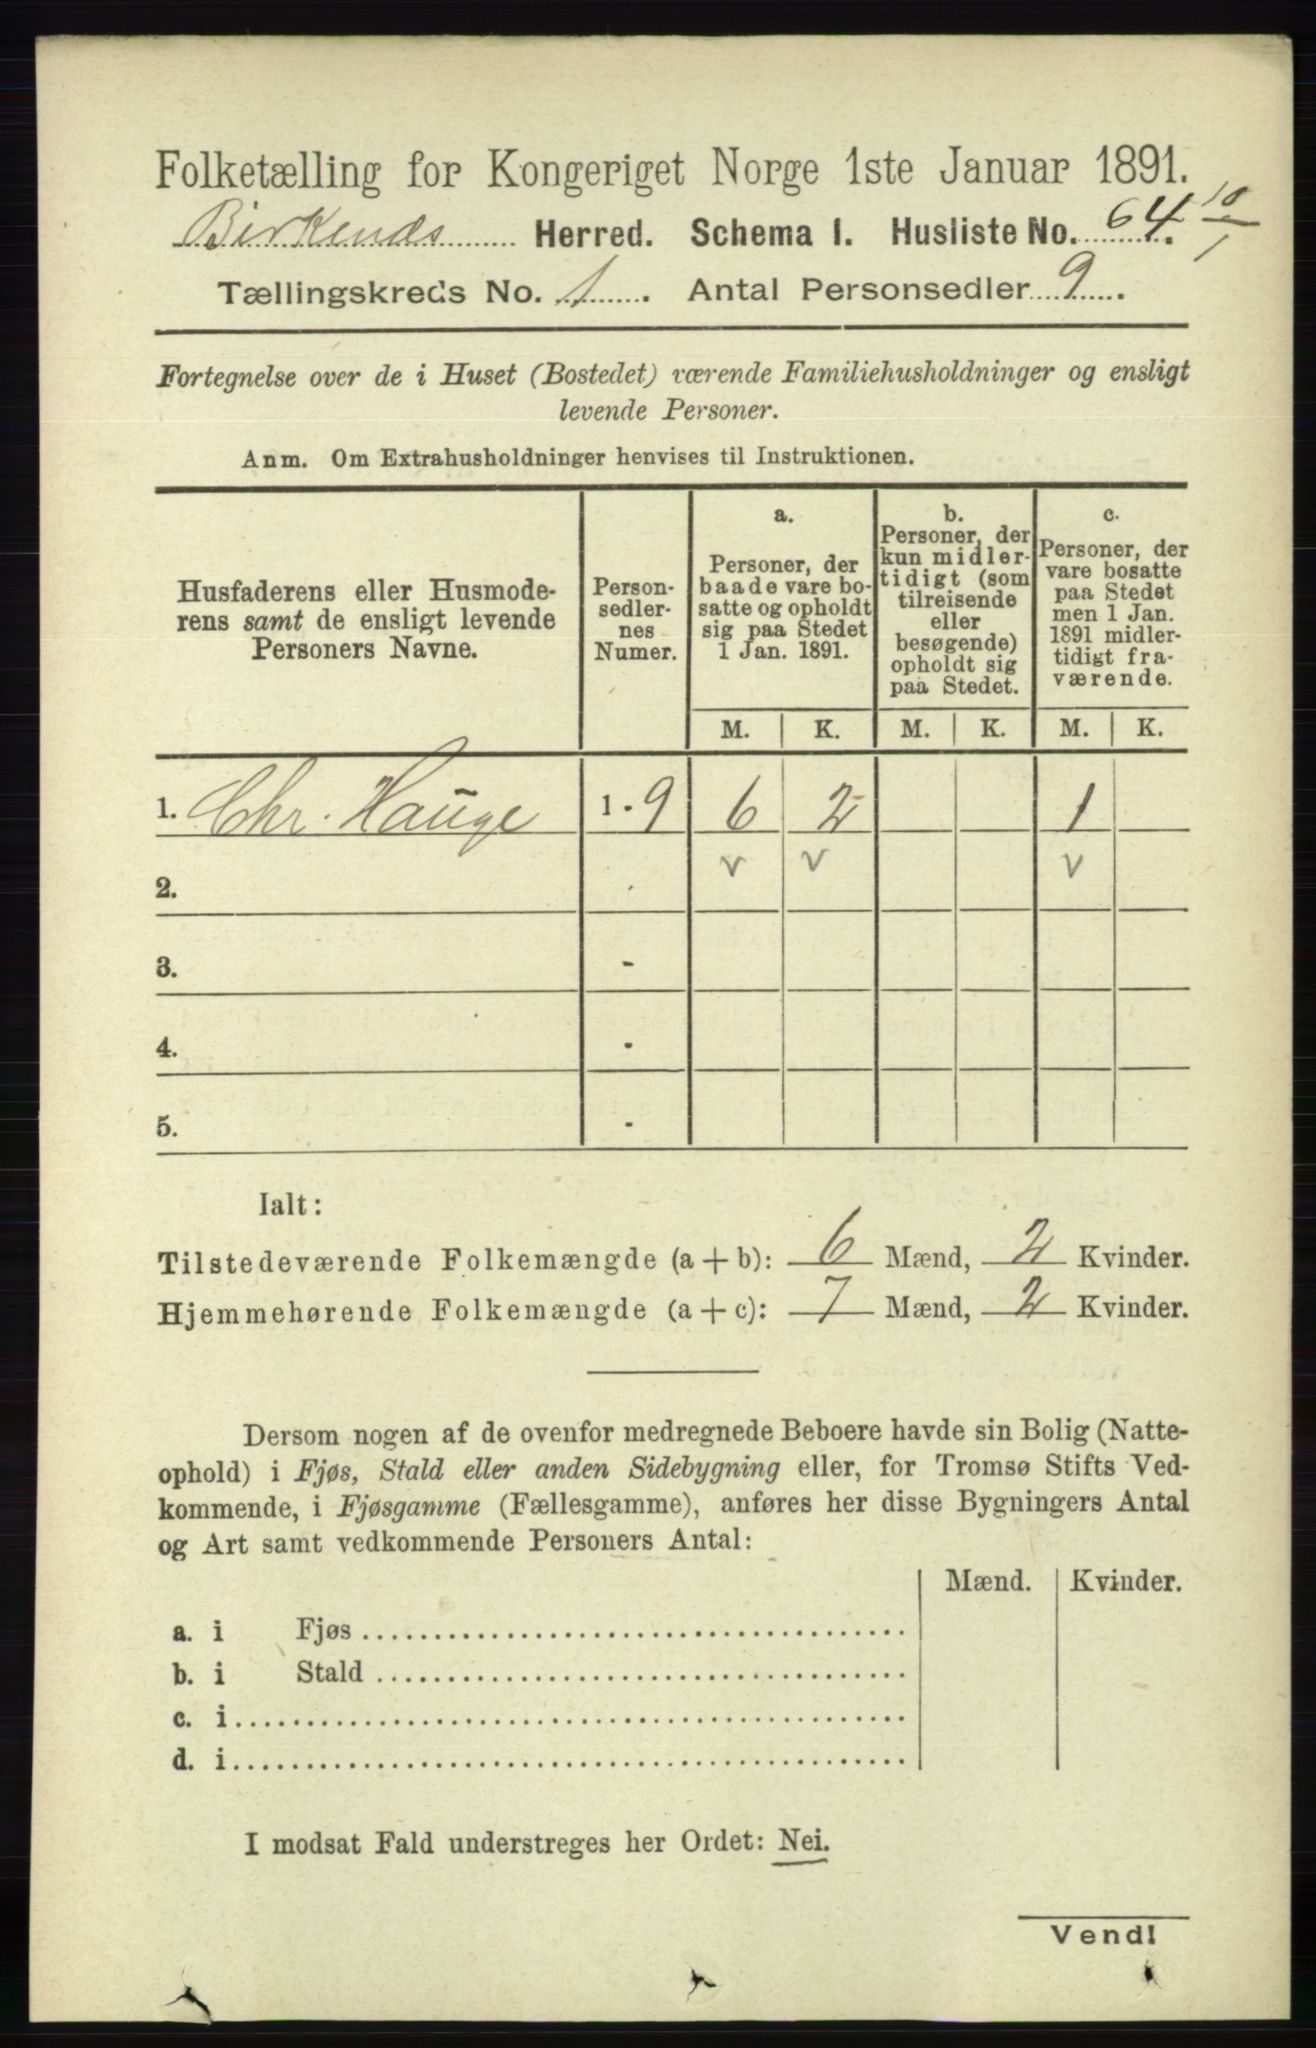 Folketælling for Kongeriget Norge 1ste Januar 1891.
Birkenes Herred. Schema I. Husliste No. 64 10/1
Tællingskreds No. 1. Antal Personsedler 9.
Fortegnelse over de i Huset (Bostedet) værende Familiehusholdninger og ensligt
levende Personer.
Anm. Om Extrahusholdninger henvises til Instruktionen.
Husfaderens eller Husmode-
rens samt de ensligt levende
Personers Navne.
Person-
sedler-
nes
Numer.
a.
Personer, der
baade vare bo-
satte og opholdt
sig paa Stedet
1 Jan. 1891.
b.
Personer, der
kun midler-
tidigt (som
tilreisende
eller
besøgende)
opholdt sig
paa Stedet.
c.
Personer, der
vare bosatte
paa Stedet
men 1 Jan.
1891 midler-
tidigt fra-
værende.
M. K. M. K. M. K.
1. Chr. Hauge 1 - 9 6 2 1
v v v
2.
3. -
4. -
5. -
Ialt:
Tilstedeværende Folkemængde (a + b): 6 Mænd, 2 Kvinder.
Hjemmehørende Folkemængde (a + c): 7 Mænd, 2 Kvinder.
Dersom nogen af de ovenfor medregnede Beboere havde sin Bolig (Natte-
ophold) i Fjøs, Stald eller anden Sidebygning eller, for Tromsø Stifts Ved-
kommende, i Fjøsgamme (Fællesgamme), anføres her disse Bygningers Antal
og Art samt vedkommende Personers Antal:
Mænd. Kvinder.
a. i Fjøs
b. i Stald
c. i
d. i
I modsat Fald understreges her Ordet: Nei.
Vend!